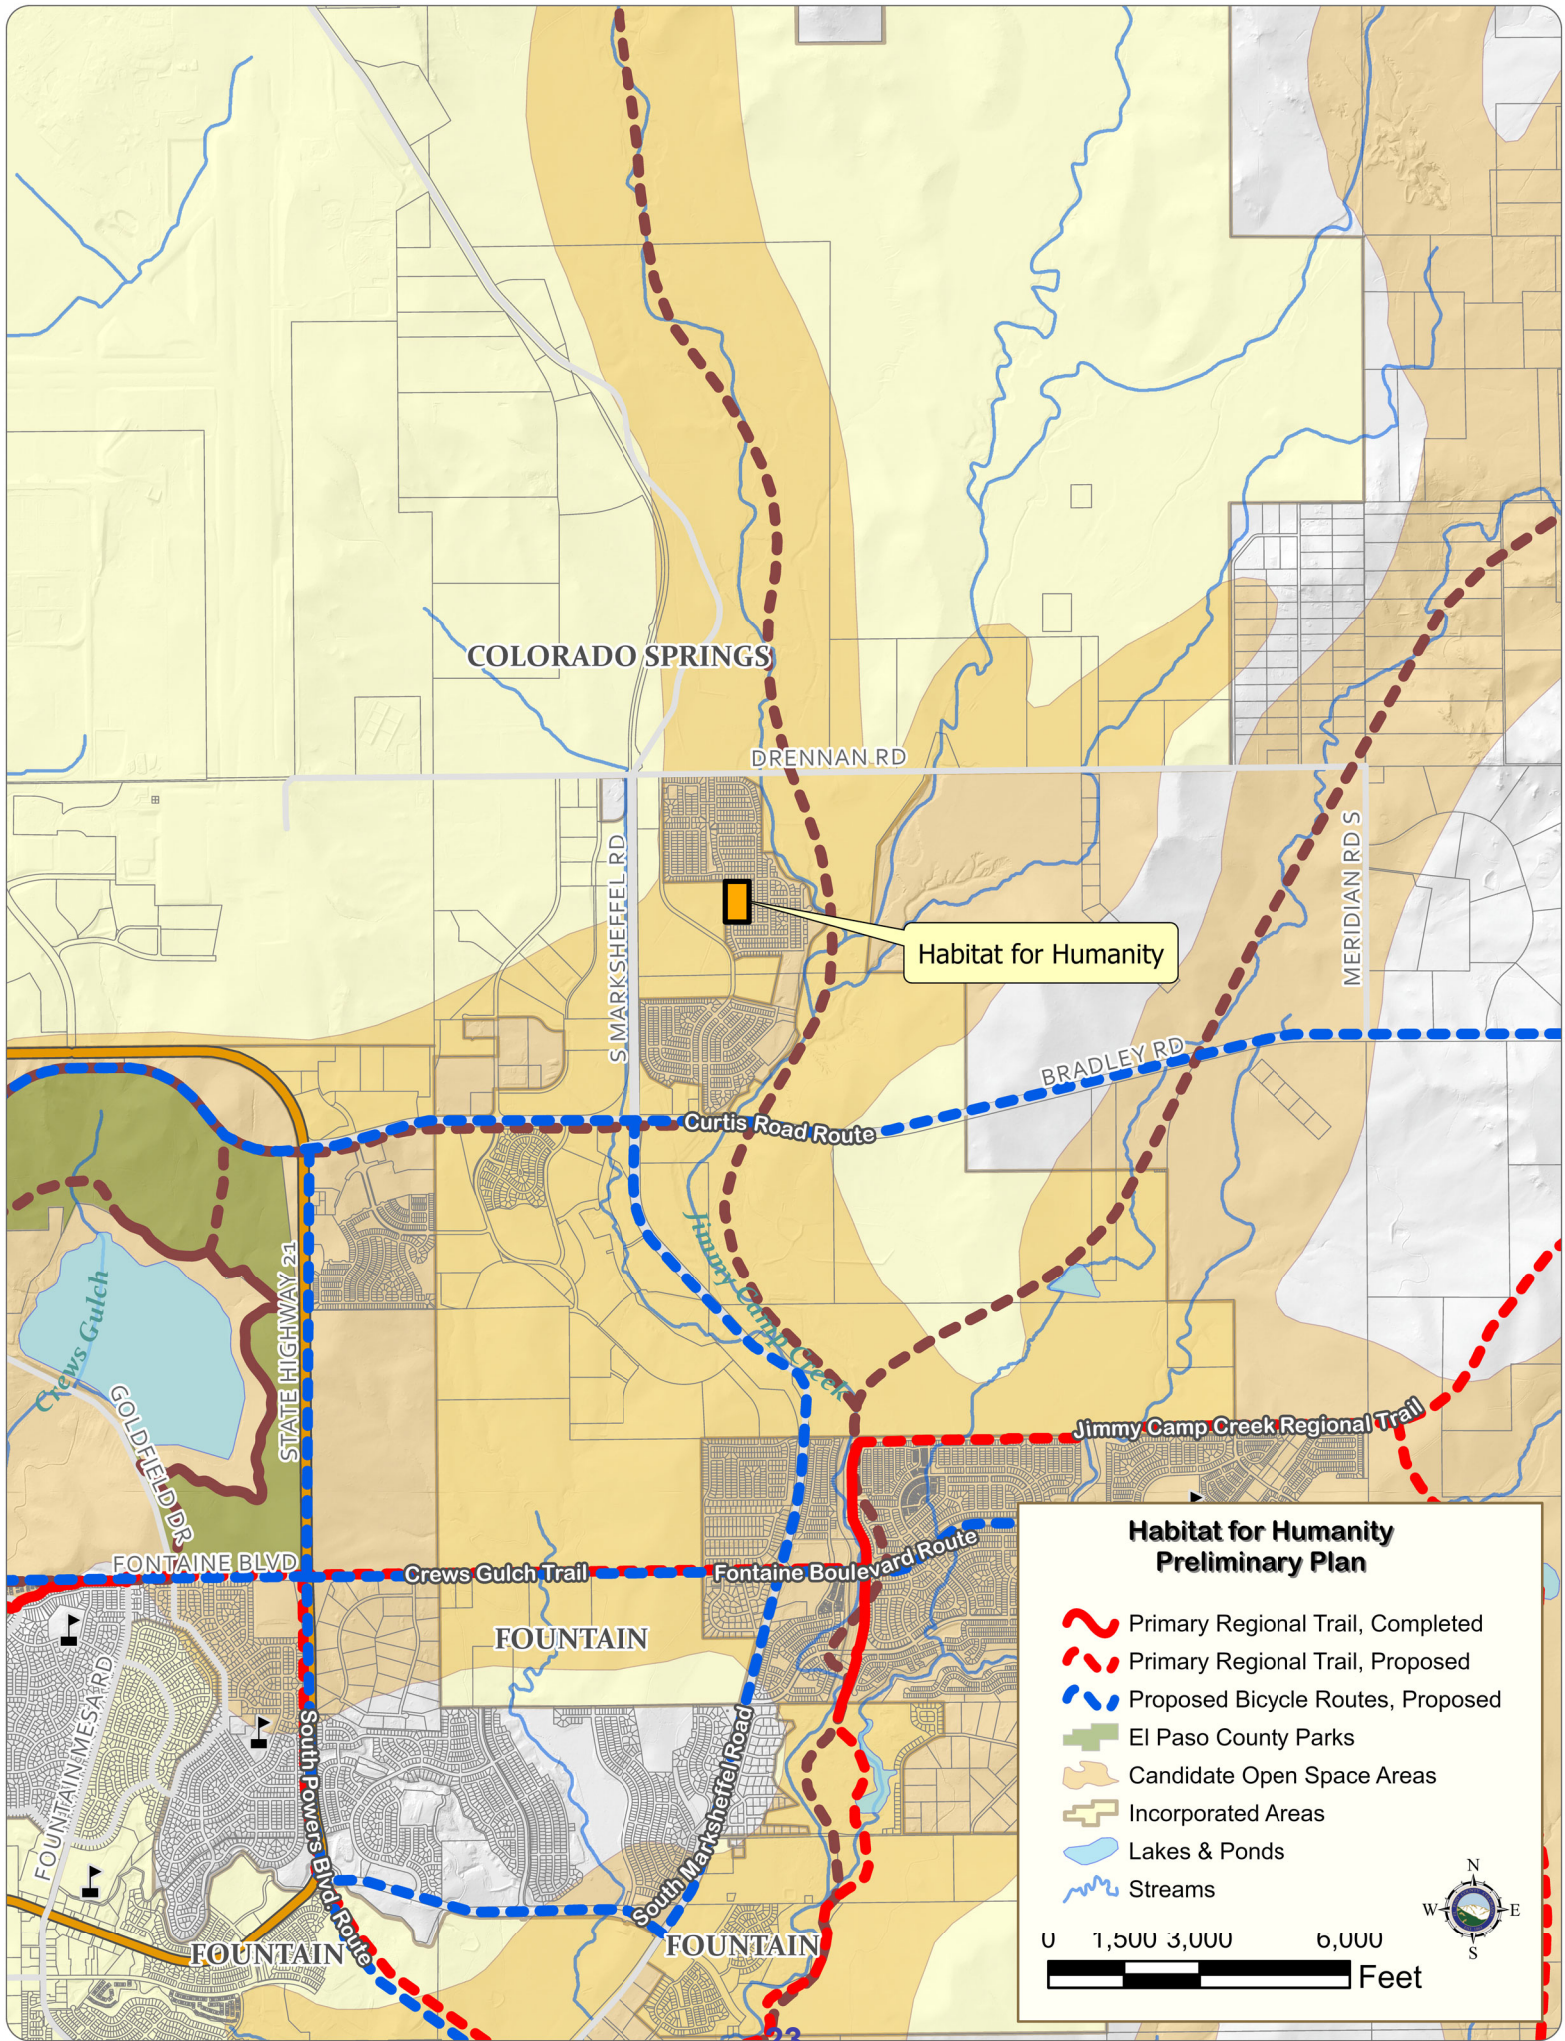 COLORADO SPRINGS
DRENNAN RD
S MARKSHEFFEL RD
MERIDIAN RD S
Habitat for Humanity
BRADLEY RD
Curtis Road Route
Jimmy Camp Creek
Crews Gulch
STATE HIGHWAY 21
GOLDFIELD DR
Jimmy Camp Creek Regional Trail
FONTAINE BLVD
Crews Gulch Trail
Fontaine Boulevard Route
FOUNTAIN
FOUNTAIN MESA RD
South Powers Blvd. Route
South Marksheffel Road
FOUNTAIN
FOUNTAIN
23
Habitat for Humanity
Preliminary Plan
Primary Regional Trail, Completed
Primary Regional Trail, Proposed
Proposed Bicycle Routes, Proposed
El Paso County Parks
Candidate Open Space Areas
Incorporated Areas
Lakes & Ponds
Streams
N
W E
S
0 1,500 3,000 6,000
Feet